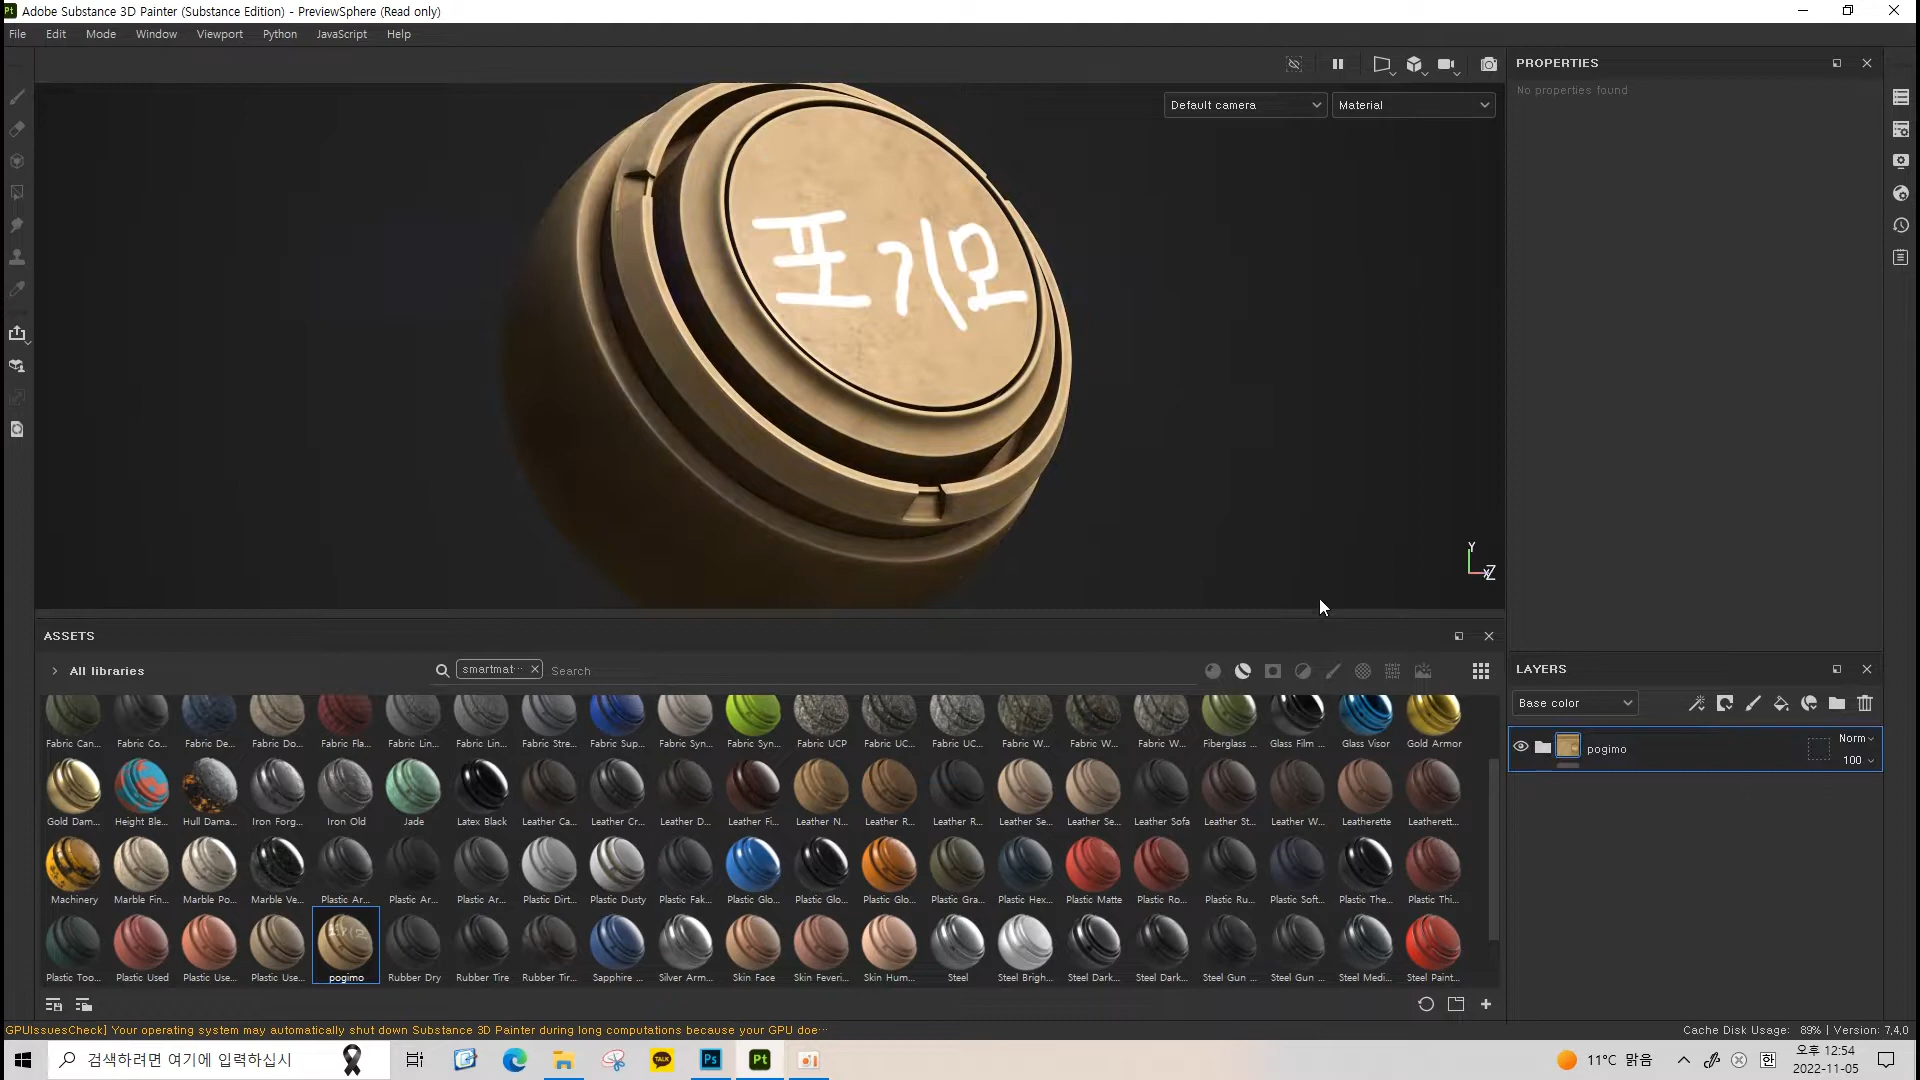 Adobe Substance 3D Painter (Substance Edition) - PreviewSphere (Read only)
File Edit Mode Window Viewport Python JavaScript Help
PROPERTIES
No properties found
Default camera
Material
포기모
Y
Z
ASSETS
All libraries
smartmat··· Search
Fabric Can... Fabric Co... Fabric De... Fabric Do... Fabric Fla... Fabric Lin... Fabric Lin... Fabric Stre... Fabric Sup... Fabric Syn... Fabric Syn... Fabric UCP Fabric UC... Fabric UC... Fabric W... Fabric W... Fabric W... Fiberglass ... Glass Film ... Glass Visor Gold Armor
Gold Dam... Height Ble... Hull Dama... Iron Forg... Iron Old Jade Latex Black Leather Ca... Leather Cr... Leather D... Leather Fi... Leather N... Leather R... Leather R... Leather Se... Leather Se... Leather Sofa Leather St... Leather W... Leatherette Leatherett...
Machinery Marble Fin... Marble Po... Marble Ve... Plastic Ar... Plastic Ar... Plastic Ar... Plastic Dirt... Plastic Dusty Plastic Fak... Plastic Glo... Plastic Glo... Plastic Glo... Plastic Gra... Plastic Hex... Plastic Matte Plastic Ro... Plastic Ru... Plastic Soft... Plastic The... Plastic Thi...
Plastic Too... Plastic Used Plastic Use... Plastic Use... pogimo Rubber Dry Rubber Tire Rubber Tir... Sapphire ... Silver Arm... Skin Face Skin Feveri... Skin Hum... Steel Steel Brigh... Steel Dark... Steel Dark... Steel Gun ... Steel Gun ... Steel Medi... Steel Paint...
LAYERS
Base color
pogimo
Norm
100
GPUIssuesCheck] Your operating system may automatically shut down Substance 3D Painter during long computations because your GPU doe···
Cache Disk Usage: 89% | Version: 7,4,0
검색하려면 여기에 입력하십시
TALK
Ps
Pt
11°C 맑음
한
오후 12:54
2022-11-05